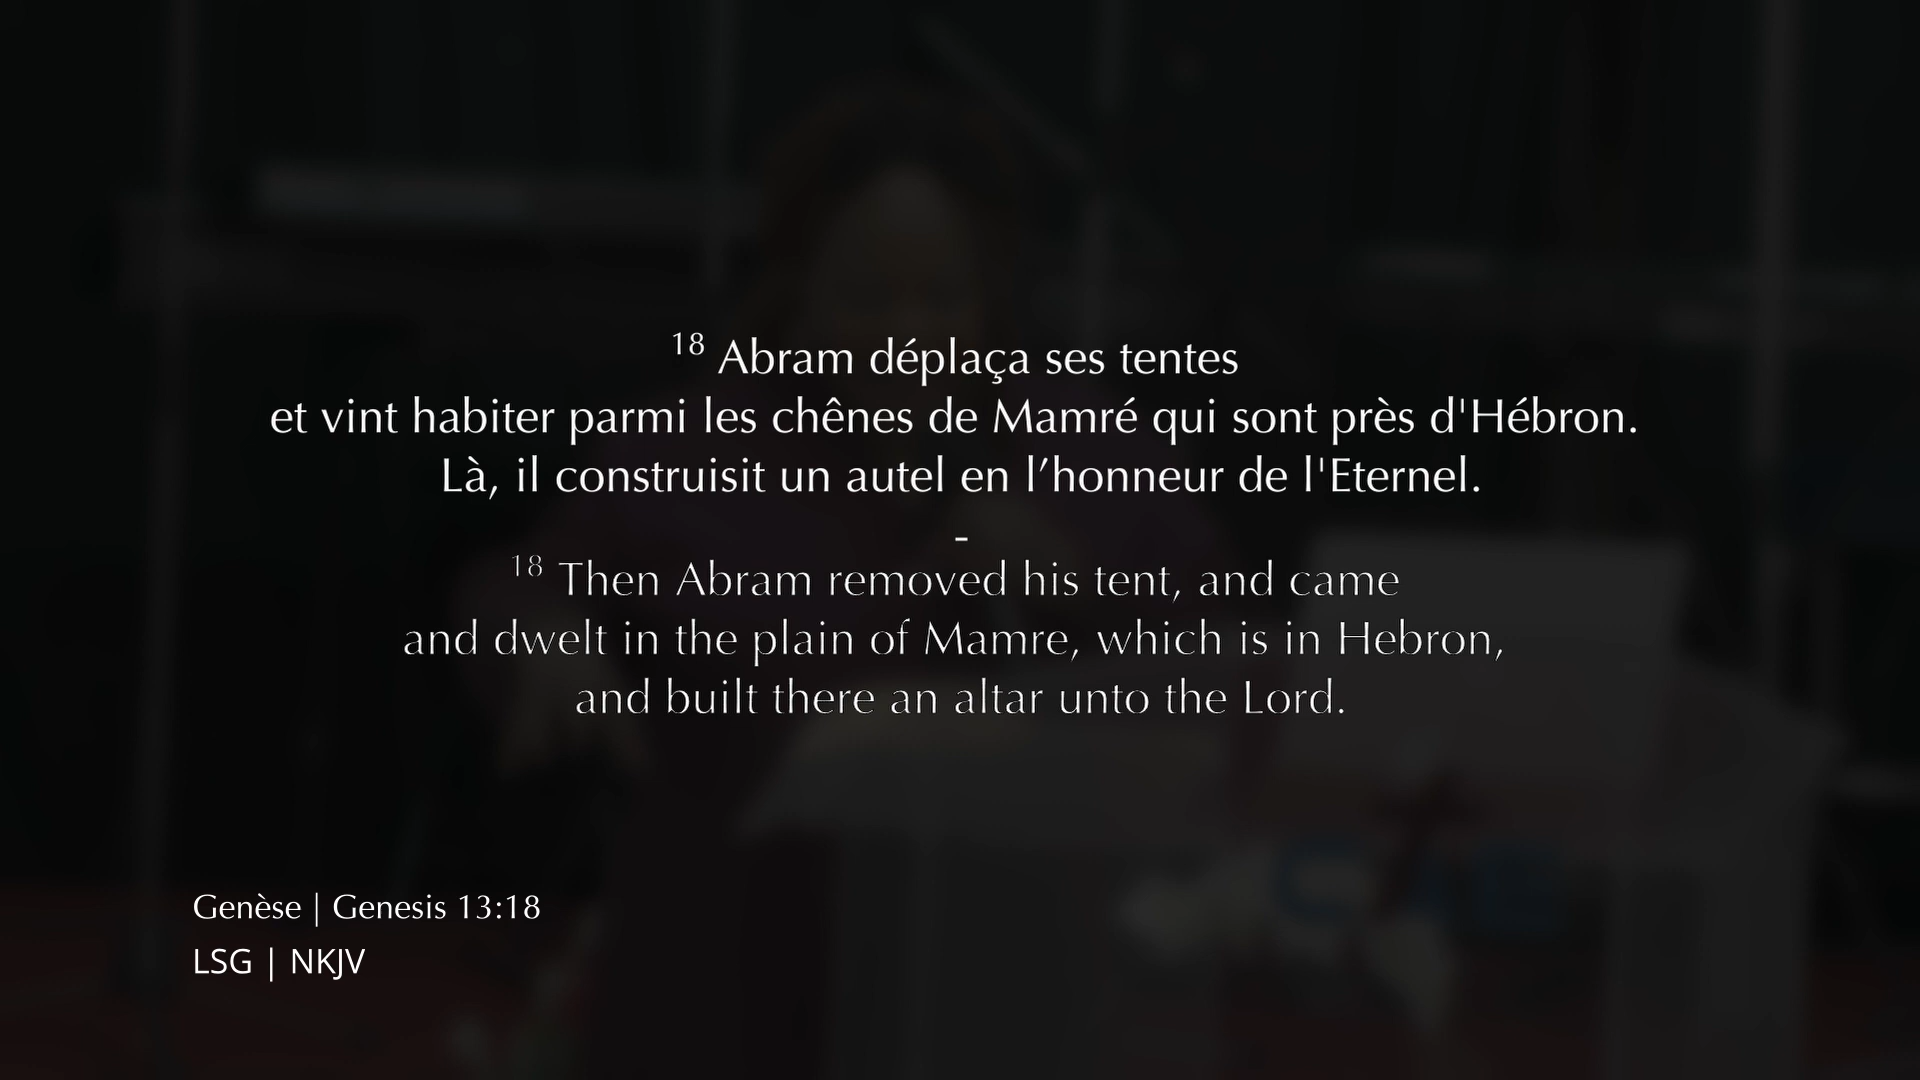 18 Abram déplaça ses tentes
et vint habiter parmi les chênes de Mamré qui sont près d'Hébron.
Là, il construisit un autel en l’honneur de l'Eternel.
-
18 Then Abram removed his tent, and came
and dwelt in the plain of Mamre, which is in Hebron,
and built there an altar unto the Lord.
Genèse | Genesis 13:18
LSG | NKJV